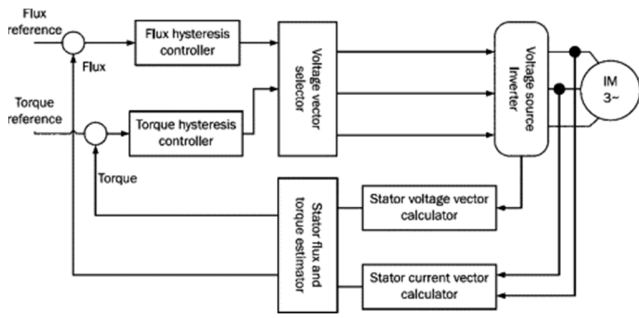 Flux
reference
Flux hysteresis
controller
Flux
Torque
reference
Torque hysteresis
controller
Torque
Voltage vector
selector
Voltage source
Inverter
IM
3~
Stator flux and
torque estimator
Stator voltage vector
calculator
Stator current vector
calculator